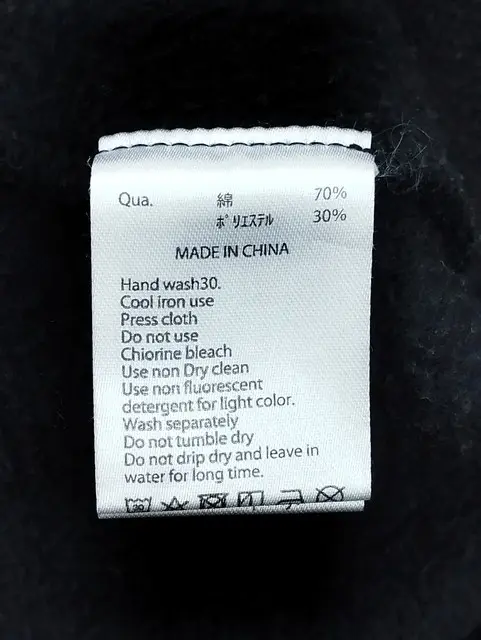 Qua. 綿 70%
ポリエステル 30%
MADE IN CHINA
Hand wash30.
Cool iron use
Press cloth
Do not use
Chiorine bleach
Use non Dry clean
Use non fluorescent
detergent for light color.
Wash separately
Do not tumble dry
Do not drip dry and leave in
water for long time.
30